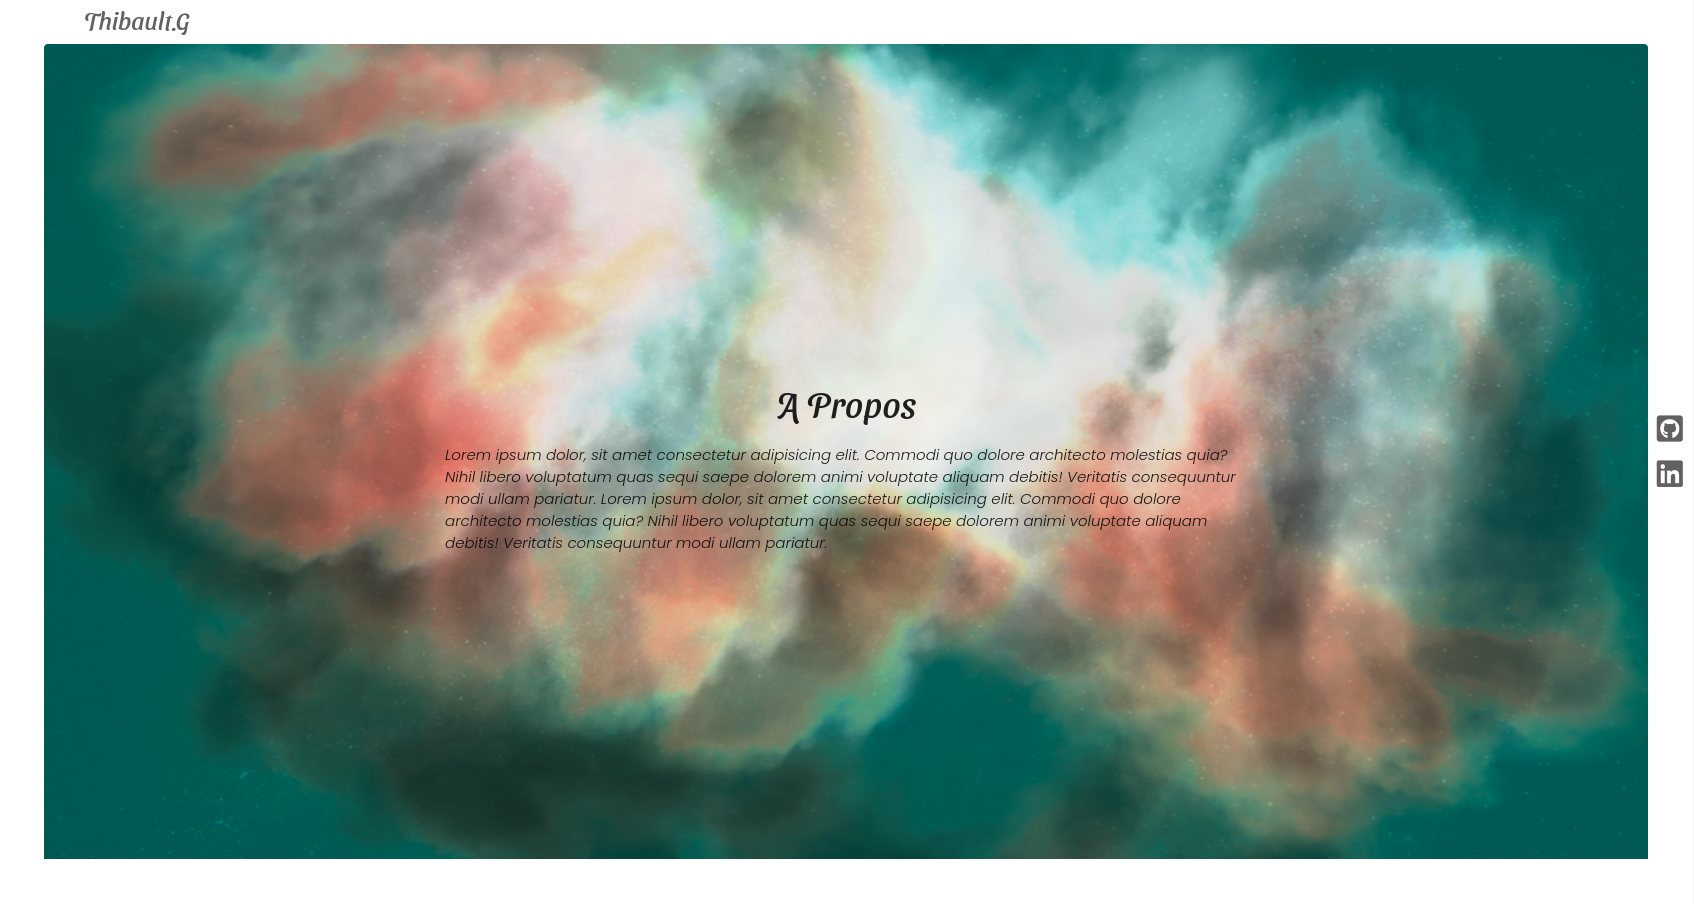 Thibault.G
A Propos
Lorem ipsum dolor, sit amet consectetur adipisicing elit. Commodi quo dolore architecto molestias quia?
Nihil libero voluptatum quas sequi saepe dolorem animi voluptate aliquam debitis! Veritatis consequuntur
modi ullam pariatur. Lorem ipsum dolor, sit amet consectetur adipisicing elit. Commodi quo dolore
architecto molestias quia? Nihil libero voluptatum quas sequi saepe dolorem animi voluptate aliquam
debitis! Veritatis consequuntur modi ullam pariatur.
in